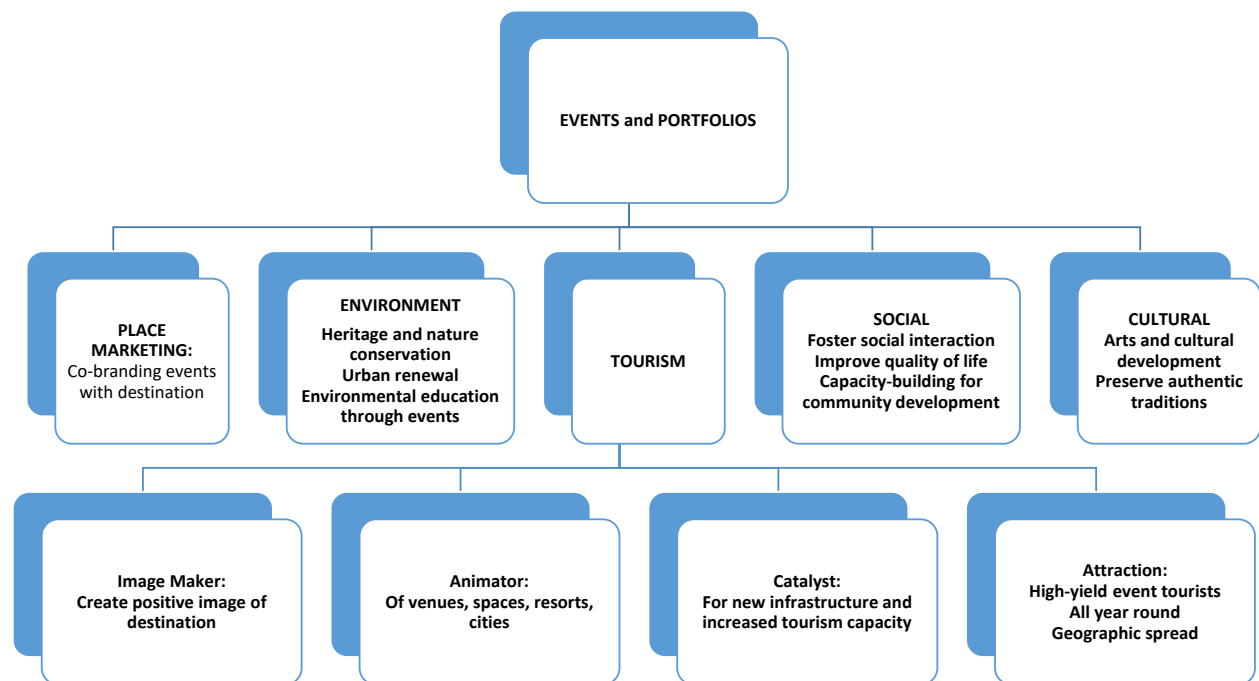 EVENTS and PORTFOLIOS
PLACE
MARKETING:
Co-branding events
with destination
ENVIRONMENT
Heritage and nature
conservation
Urban renewal
Environmental education
through events
TOURISM
SOCIAL
Foster social interaction
Improve quality of life
Capacity-building for
community development
CULTURAL
Arts and cultural
development
Preserve authentic
traditions
Image Maker:
Create positive image of
destination
Animator:
Of venues, spaces, resorts,
cities
Catalyst:
For new infrastructure and
increased tourism capacity
Attraction:
High-yield event tourists
All year round
Geographic spread